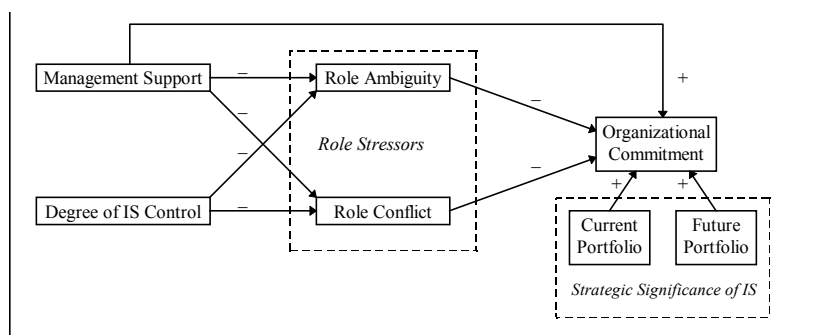 +
Management Support
–
Role Ambiguity
–
–
Organizational
Commitment
–
Role Stressors
–
Degree of IS Control
–
Role Conflict
+
+
Current
Portfolio
Future
Portfolio
Strategic Significance of IS